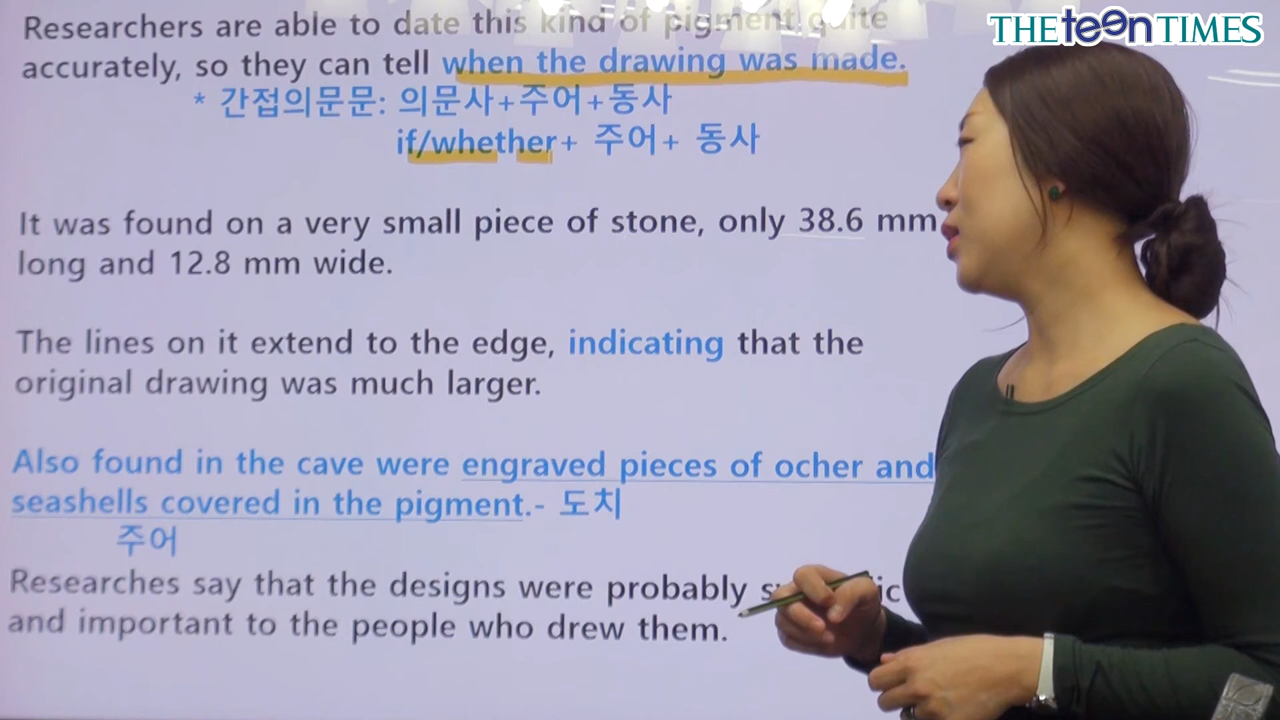 THE teen TIMES
Researchers are able to date this kind of pigment quite
accurately, so they can tell when the drawing was made.
* 간접의문문: 의문사+주어+동사
if/whether+ 주어+ 동사
It was found on a very small piece of stone, only 38.6 mm
long and 12.8 mm wide.
The lines on it extend to the edge, indicating that the
original drawing was much larger.
Also found in the cave were engraved pieces of ocher and
seashells covered in the pigment.- 도치
주어
Researches say that the designs were probably
and important to the people who drew them.